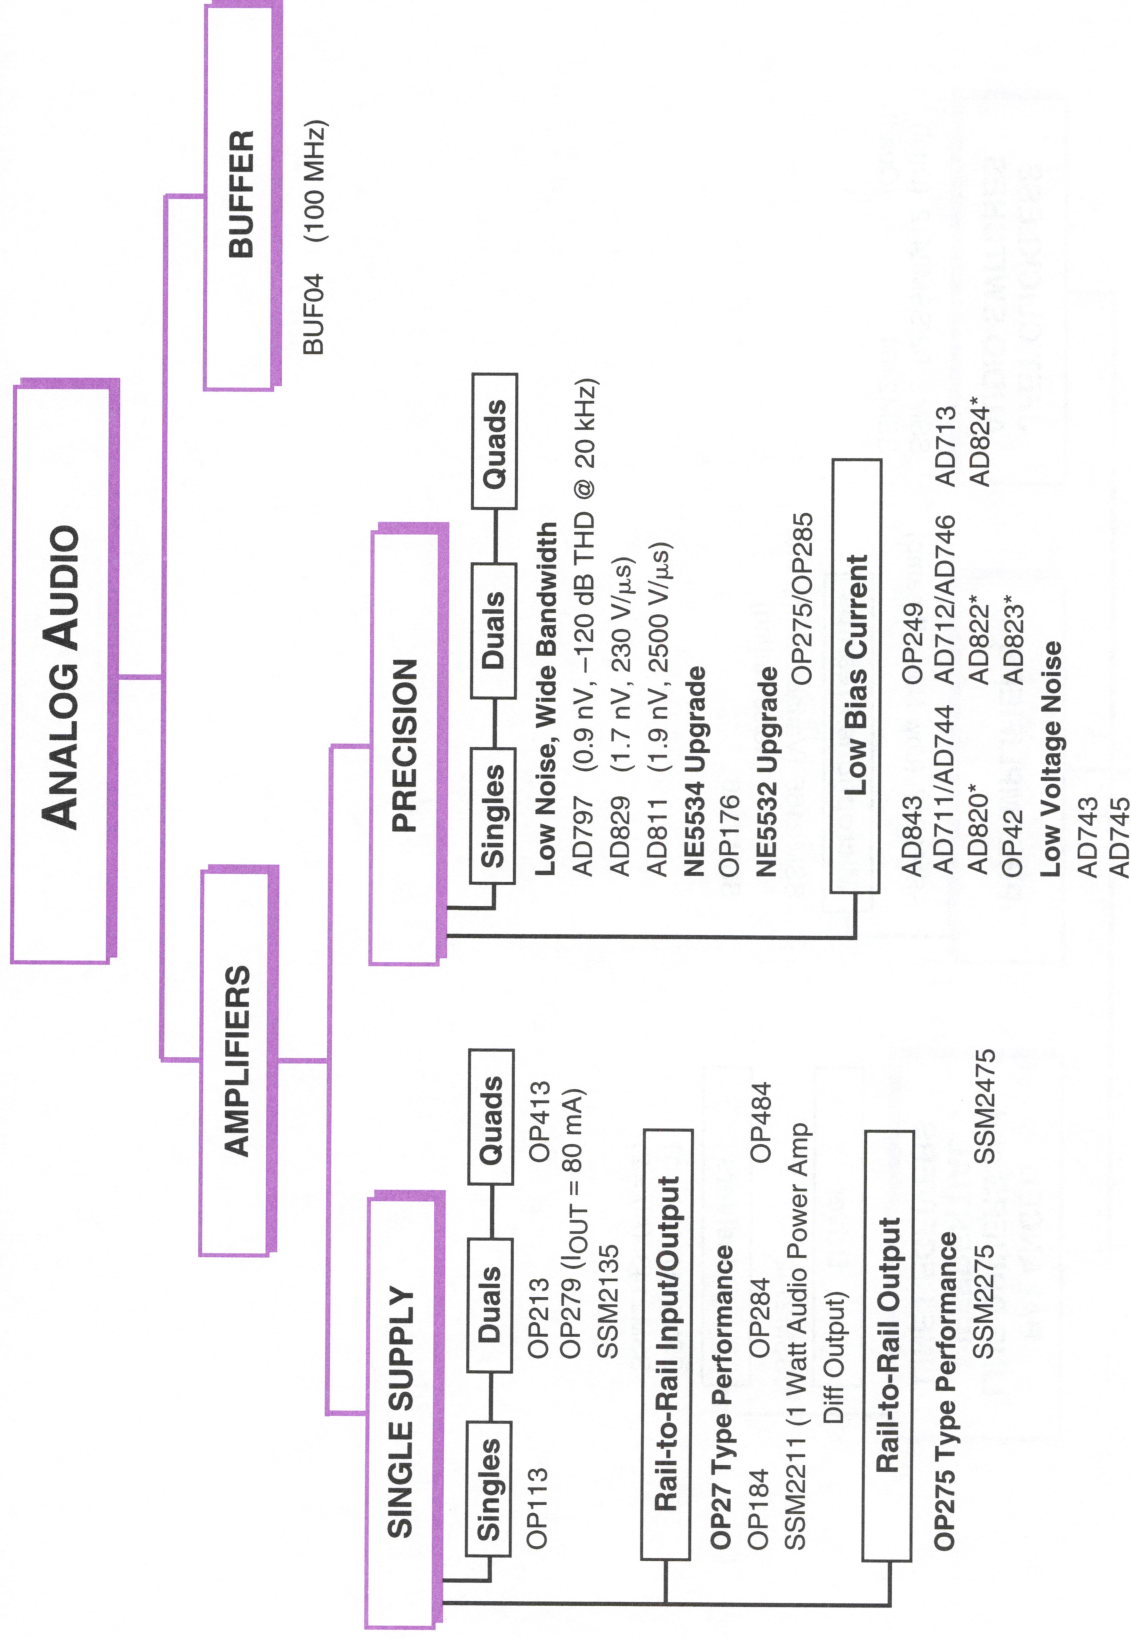 ANALOG AUDIO
AMPLIFIERS
BUFFER
BUF04 (100 MHz)
SINGLE SUPPLY
Singles
Duals
Quads
OP113 OP213 OP413
OP279 (IOUT = 80 mA)
SSM2135
Rail-to-Rail Input/Output
OP27 Type Performance
OP184 OP284 OP484
SSM2211 (1 Watt Audio Power Amp
Diff Output)
Rail-to-Rail Output
OP275 Type Performance
SSM2275 SSM2475
PRECISION
Singles
Duals
Quads
Low Noise, Wide Bandwidth
AD797 (0.9 nV, –120 dB THD @ 20 kHz)
AD829 (1.7 nV, 230 V/µs)
AD811 (1.9 nV, 2500 V/µs)
NE5534 Upgrade
OP176
NE5532 Upgrade
OP275/OP285
Low Bias Current
AD843 OP249
AD711/AD744 AD712/AD746 AD713
AD820* AD822* AD824*
OP42 AD823*
Low Voltage Noise
AD743
AD745